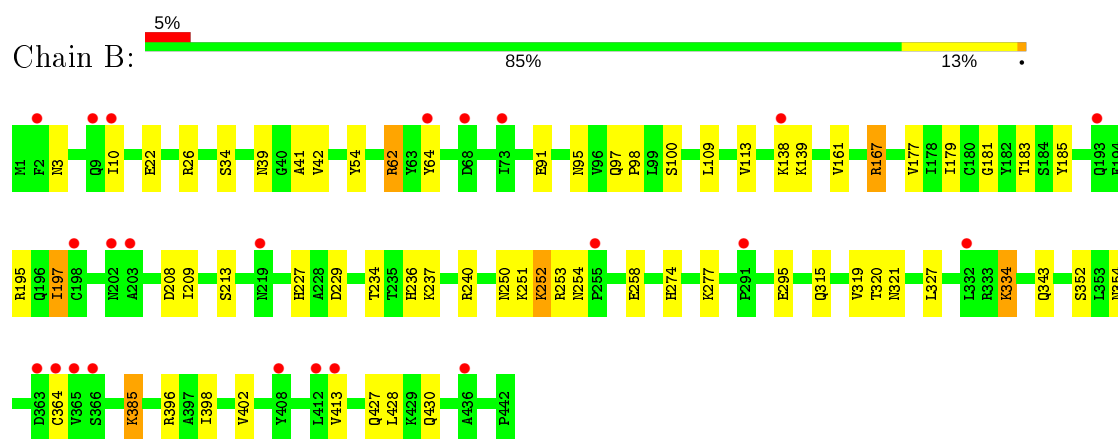 5%
Chain B:
85% 13% •
M1 F2 N3 Q9 I10 E22 R26 S34 N39 G40 A41 V42 Y54 R62 Y63 Y64 D68 I73 E91 N95 V96 Q97 P98 L99 S100 L109 V113 K138 K139 V161 R167 V177 I178 I179 C180 G181 Y182 T183 S184 Y185 Q193 E194
R195 Q196 I197 C198 N202 A203 D208 I209 S213 N219 H227 A228 D229 T234 T235 H236 K237 R240 N250 K251 K252 R253 N254 P255 E258 H274 K277 P291 E295 Q315 V319 T320 N321 L327 L332 R333 K334 Q343 S352 L353 N354
D363 C364 V365 S366 K385 R396 A397 I398 V402 Y408 L412 V413 Q427 L428 K429 Q430 A436 P442